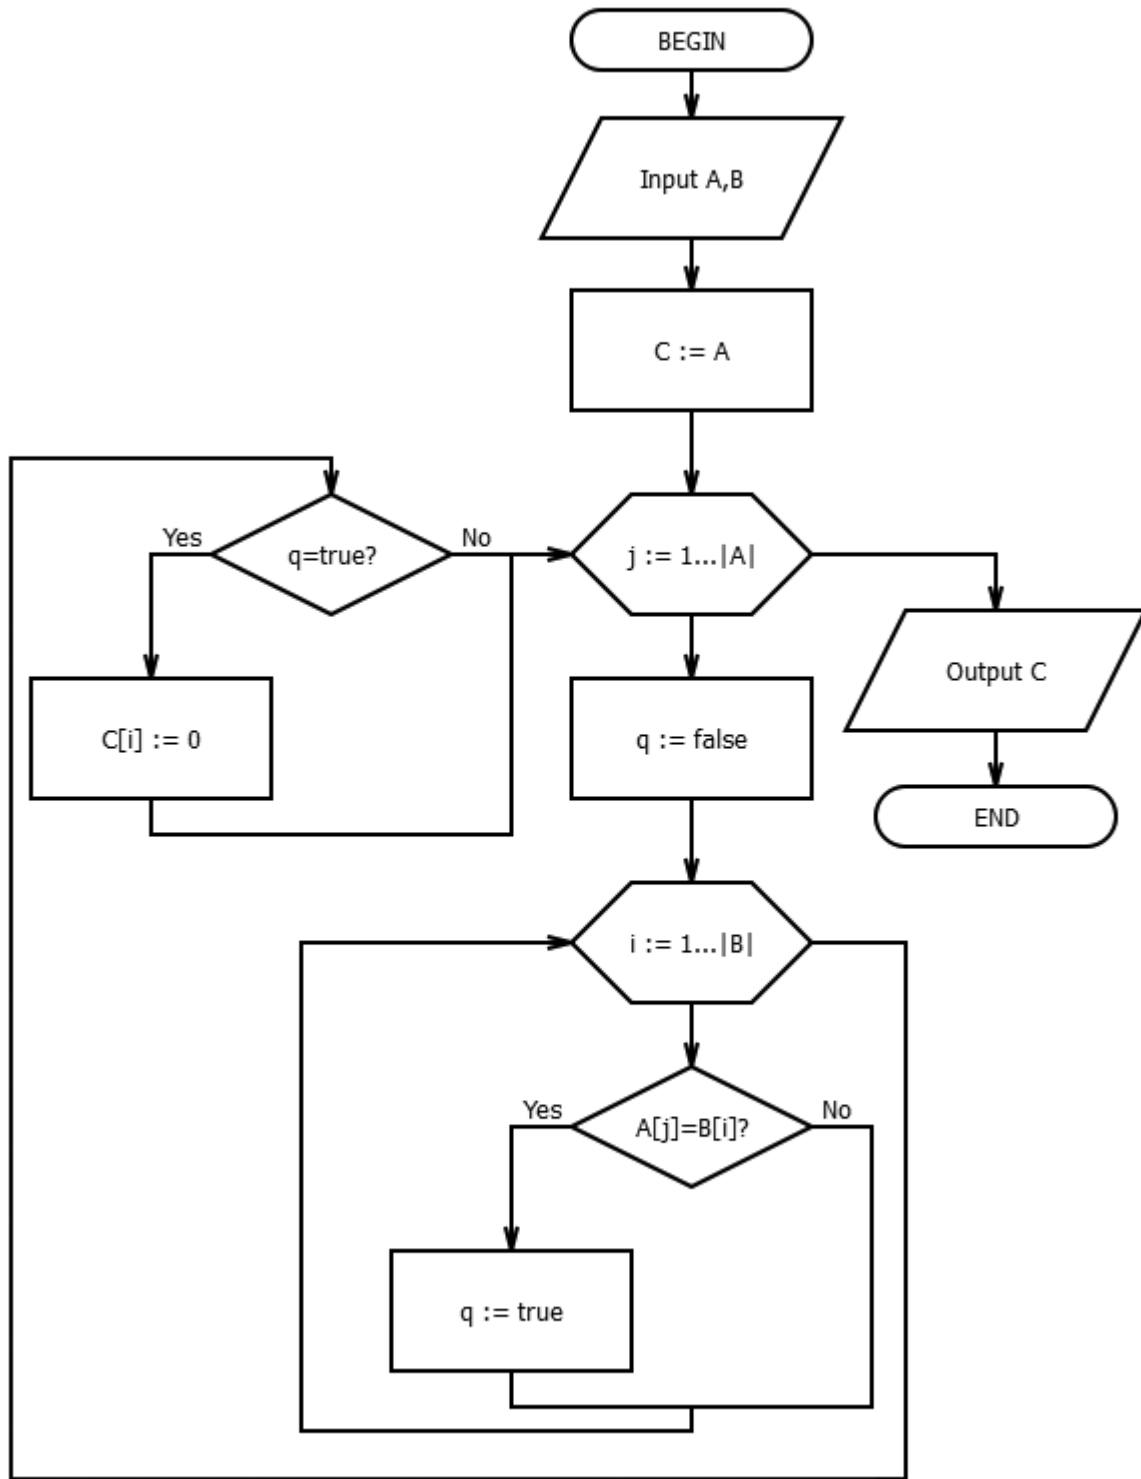 BEGIN
Input A,B
C := A
Yes
q=true?
No
j := 1...|A|
C[i] := 0
q := false
Output C
END
i := 1...|B|
Yes
A[j]=B[i]?
No
q := true